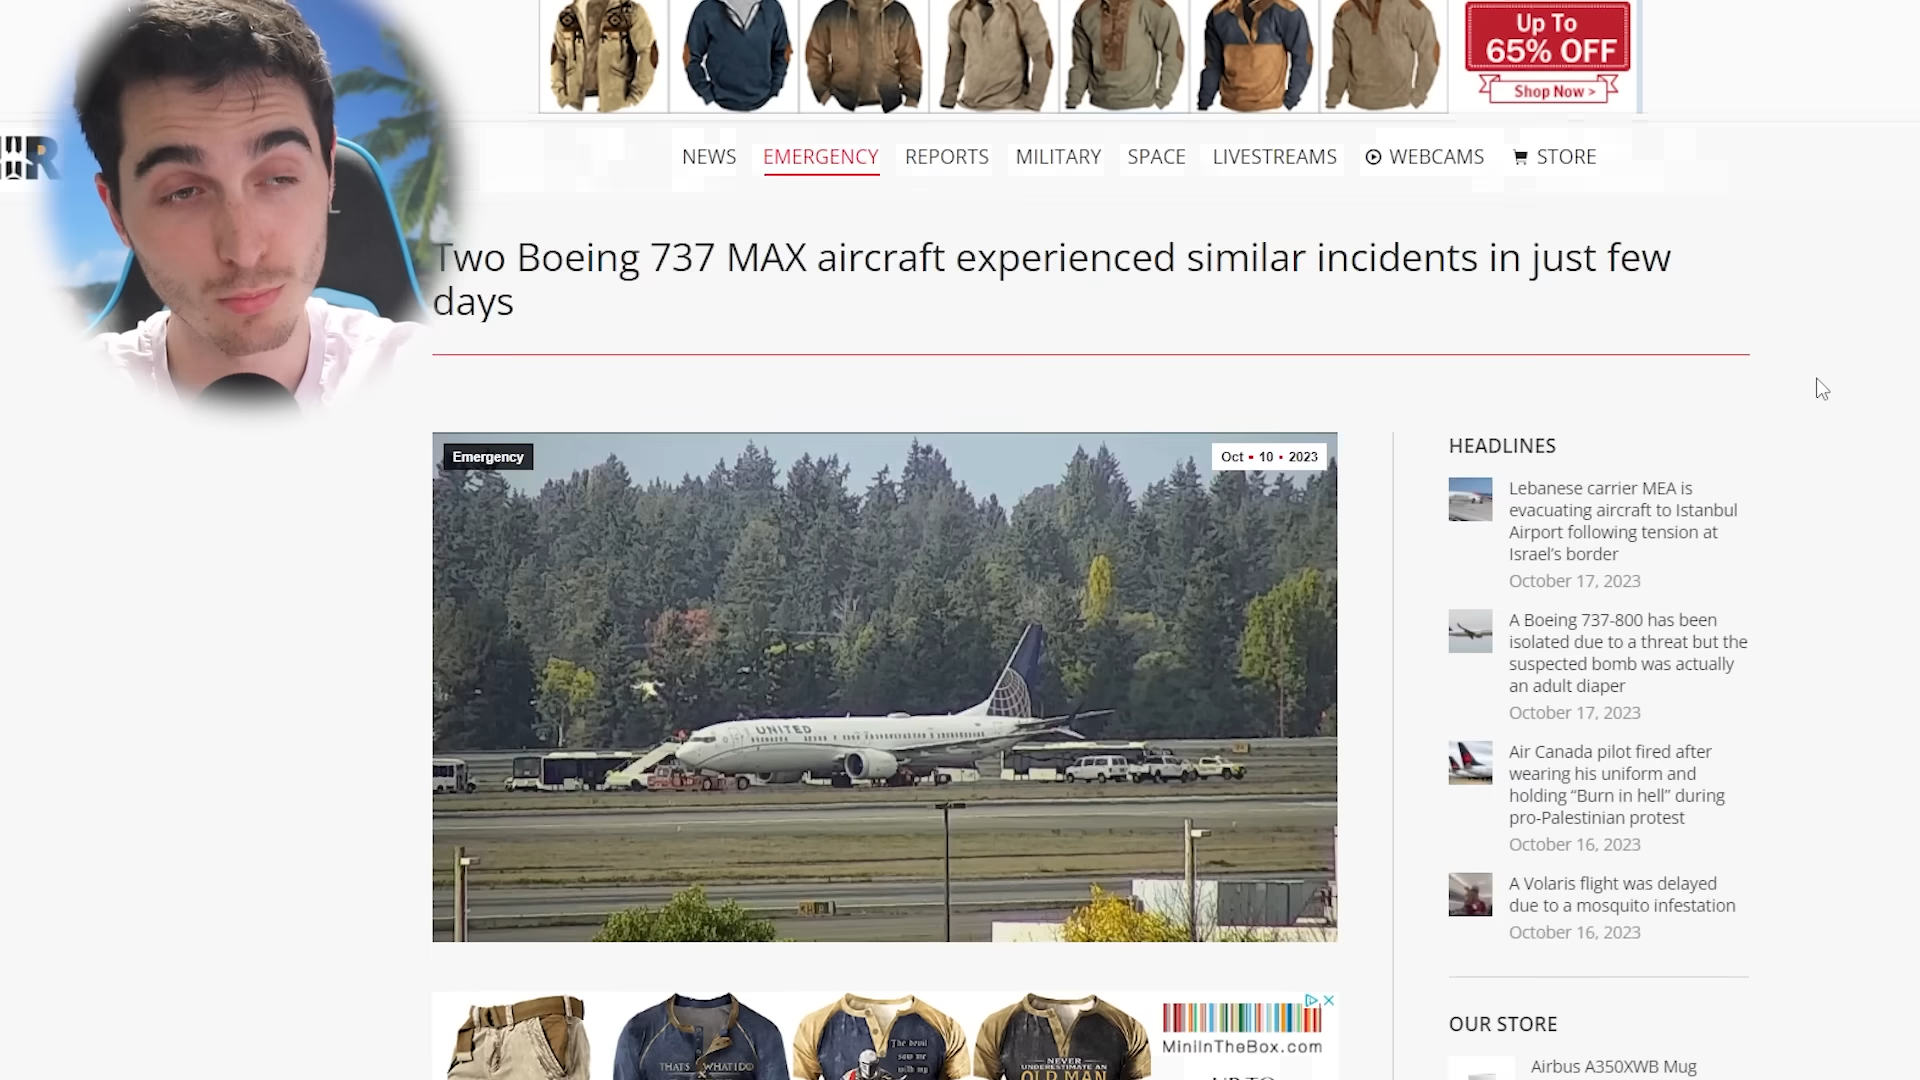 Up To
65% OFF
Shop Now >
NEWS EMERGENCY REPORTS MILITARY SPACE LIVESTREAMS WEBCAMS STORE
Two Boeing 737 MAX aircraft experienced similar incidents in just few
days
Emergency
Oct ▪ 10 ▪ 2023
UNITED
HEADLINES
Lebanese carrier MEA is
evacuating aircraft to Istanbul
Airport following tension at
Israel's border
October 17, 2023
A Boeing 737-800 has been
isolated due to a threat but the
suspected bomb was actually
an adult diaper
October 17, 2023
Air Canada pilot fired after
wearing his uniform and
holding “Burn in hell” during
pro-Palestinian protest
October 16, 2023
A Volaris flight was delayed
due to a mosquito infestation
October 16, 2023
OUR STORE
Airbus A350XWB Mug
THAT'S WHAT I DO
The devil
saw me
with my
NEVER
UNDERESTIMATE AN
OLD MAN
MiniInTheBox.com
UP TO